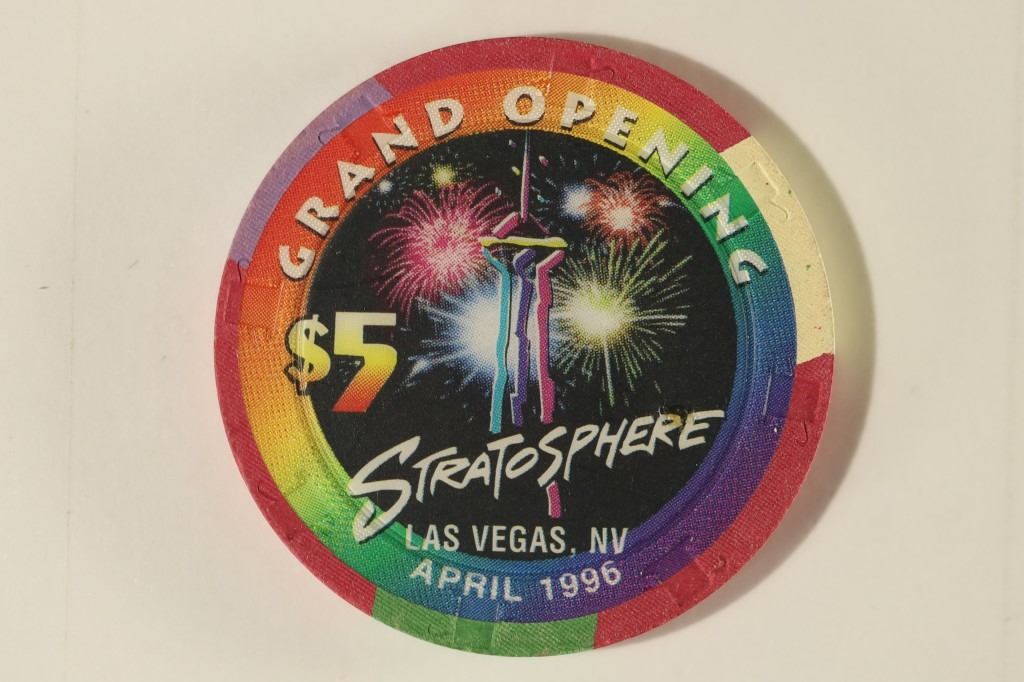 GRAND OPENING
$5
STRATOSPHERE
LAS VEGAS, NV
APRIL 1996